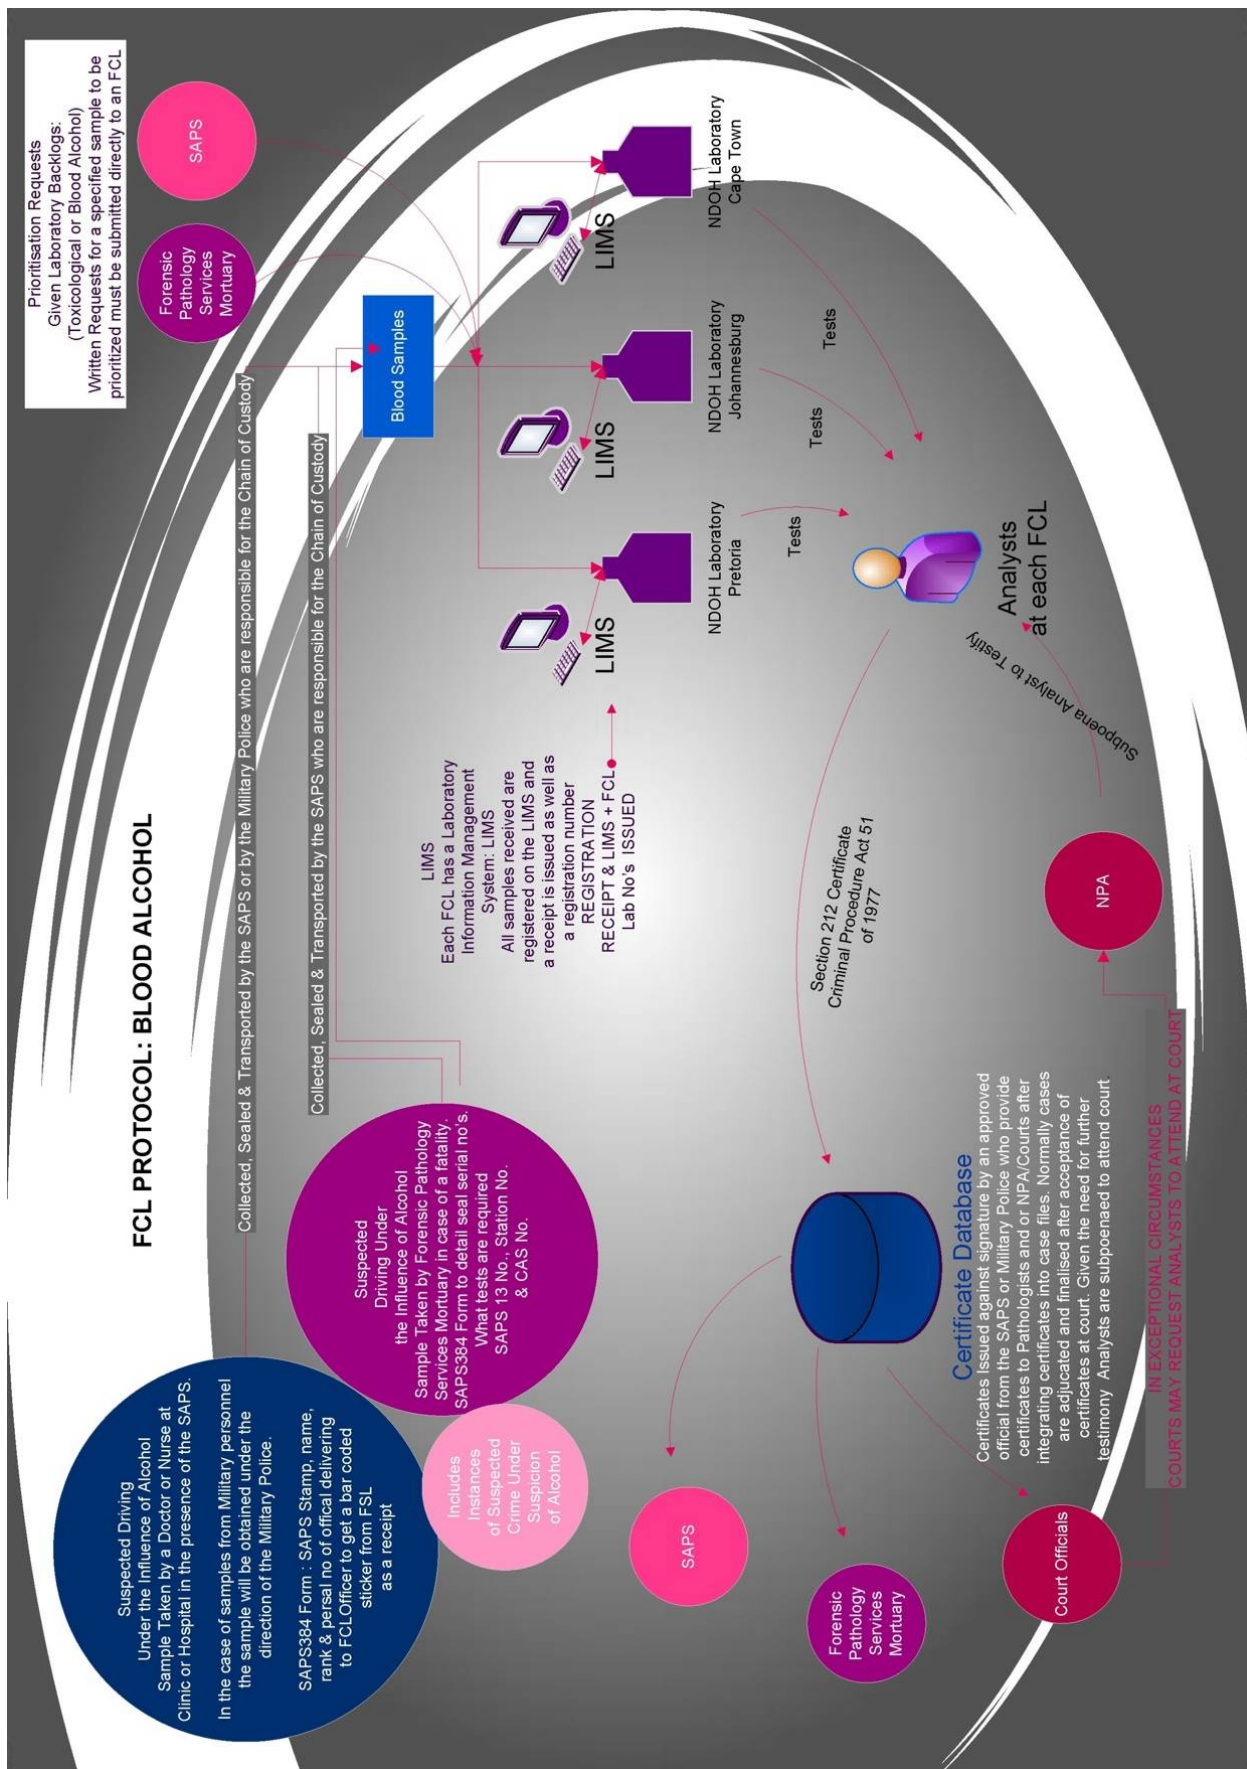 FCL PROTOCOL: BLOOD ALCOHOL
Prioritisation Requests
Given Laboratory Backlogs:
(Toxicological or Blood Alcohol)
Written Requests for a specified sample to be
prioritized must be submitted directly to an FCL
Suspected Driving
Under the Influence of Alcohol
Sample Taken by a Doctor or Nurse at
Clinic or Hospital in the presence of the SAPS.
In the case of samples from Military personnel
the sample will be obtained under the
direction of the Military Police.
SAPS384 Form : SAPS Stamp, name,
rank & persal no of offical delivering
to FCLOfficer to get a bar coded
sticker from FSL
as a receipt
Collected, Sealed & Transported by the SAPS or by the Military Police who are responsible for the Chain of Custody
Forensic
Pathology
Services
Mortuary
SAPS
Suspected
Driving Under
the Influence of Alcohol
Sample Taken by Forensic Pathology
Services Mortuary in case of a fatality.
SAPS384 Form to detail serial no's.
What tests are required
SAPS 13 No., Station No.
& CAS No.
Collected, Sealed & Transported by the SAPS who are responsible for the Chain of Custody
Blood Samples
Includes
Instances
of Suspected
Crime Under
Suspicion
of Alcohol
LIMS
Each FCL has a Laboratory
Information Management
System: LIMS
All samples received are
registered on the LIMS and
a receipt is issued as well as
a registration number
REGISTRATION
RECEIPT & LIMS + FCL
Lab No's ISSUED
LIMS
LIMS
LIMS
NDOH Laboratory
Pretoria
NDOH Laboratory
Johannesburg
NDOH Laboratory
Cape Town
Tests
Tests
Tests
SAPS
Section 212 Certificate
Criminal Procedure Act 51
of 1977
Analysts
at each FCL
Subpoena Analyst to Testify
Forensic
Pathology
Services
Mortuary
Certificate Database
Certificates Issued against signature by an approved
official from the SAPS or Military Police who provide
certificates to Pathologists and or NPA/Courts after
integrating certificates into case files. Normally cases
are adjucated and finalised after acceptance of
certificates at court. Given the need for further
testimony Analysts are subpoenaed to attend court.
Court Officials
NPA
IN EXCEPTIONAL CIRCUMSTANCES
COURTS MAY REQUEST ANALYSTS TO ATTEND AT COURT